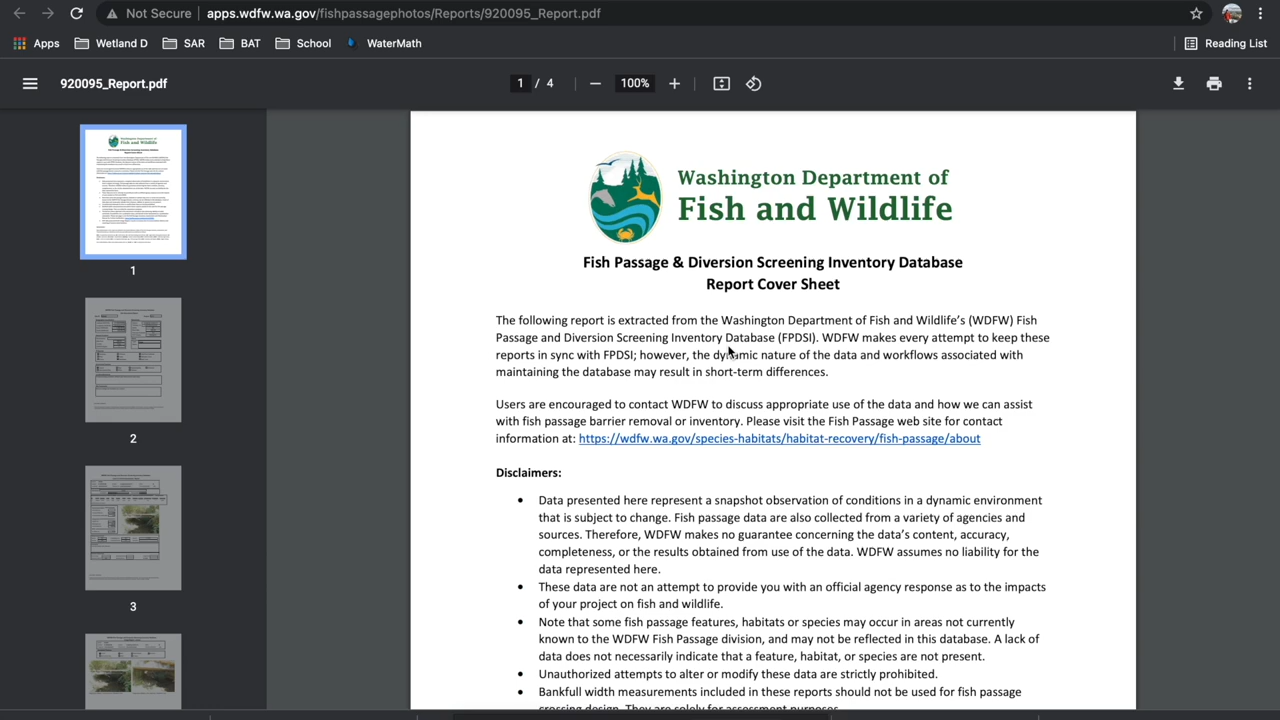 Not Secure | apps.wdfw.wa.gov/fishpassagephotos/Reports/920095_Report.pdf
Apps Wetland D SAR BAT School WaterMath Reading List
920095_Report.pdf 1 / 4 100%
Washington Department of
Fish and Wildlife
Fish Passage & Diversion Screening Inventory Database
Report Cover Sheet
The following report is extracted from the Washington Department of Fish and Wildlife's (WDFW) Fish
Passage and Diversion Screening Inventory Database (FPDSI). WDFW makes every attempt to keep these
reports in sync with FPDSI; however, the dynamic nature of the data and workflows associated with
maintaining the database may result in short-term differences.
Users are encouraged to contact WDFW to discuss appropriate use of the data and how we can assist
with fish passage barrier removal or inventory. Please visit the Fish Passage web site for contact
information at: https://wdfw.wa.gov/species-habitats/habitat-recovery/fish-passage/about
Disclaimers:
• Data presented here represent a snapshot observation of conditions in a dynamic environment
that is subject to change. Fish passage data are also collected from a variety of agencies and
sources. Therefore, WDFW makes no guarantee concerning the data's content, accuracy,
completeness, or the results obtained from use of the data. WDFW assumes no liability for the
data represented here.
• These data are not an attempt to provide you with an official agency response as to the impacts
of your project on fish and wildlife.
• Note that some fish passage features, habitats or species may occur in areas not currently
known to the WDFW Fish Passage division, and may not be reflected in this database. A lack of
data does not necessarily indicate that a feature, habitat, or species are not present.
• Unauthorized attempts to alter or modify these data are strictly prohibited.
• Bankfull width measurements included in these reports should not be used for fish passage
crossing design. They are solely for assessment purposes.
Washington Department of
Fish and Wildlife
1
2
3